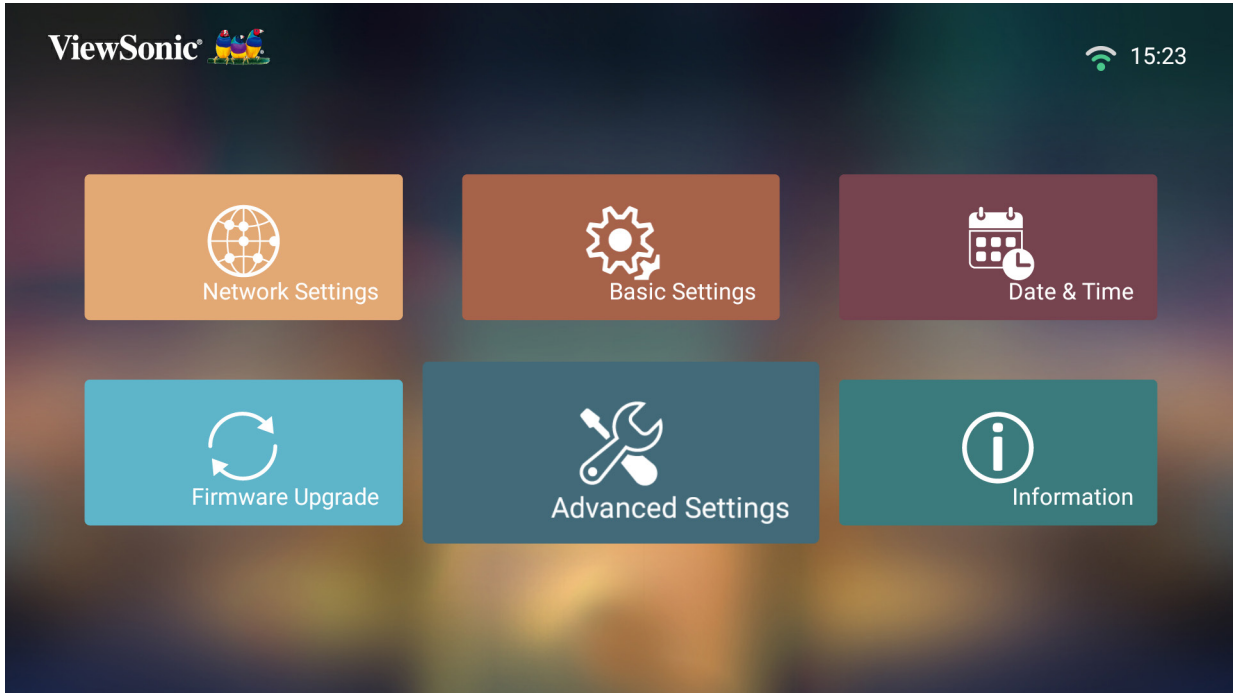 ViewSonic®
15:23
Network Settings
Basic Settings
Date & Time
Firmware Upgrade
Advanced Settings
Information